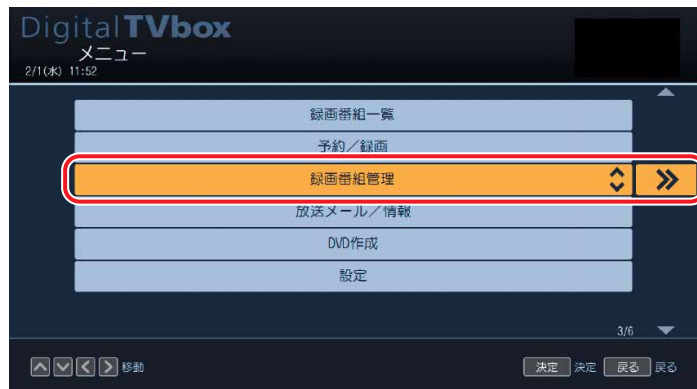 DigitalTVbox
メニュー
2/1(水) 11:52
録画番組一覧
予約／録画
録画番組管理
放送メール／情報
DVD作成
設定
3/6
移動 決定 決定 戻る 戻る